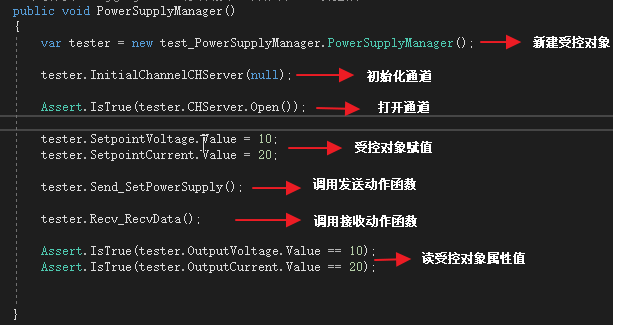 public void PowerSupplyManager()
{
var tester = new test_PowerSupplyManager.PowerSupplyManager(); 新建受控对象
tester.InitialChannelCHServer(null); 初始化通道
Assert.IsTrue(tester.CHServer.Open()); 打开通道
tester.SetpointVoltage.Value = 10;
tester.SetpointCurrent.Value = 20; 受控对象赋值
tester.Send_SetPowerSupply(); 调用发送动作函数
tester.Recv_RecvData(); 调用接收动作函数
Assert.IsTrue(tester.OutputVoltage.Value == 10);
Assert.IsTrue(tester.OutputCurrent.Value == 20); 读受控对象属性值
}